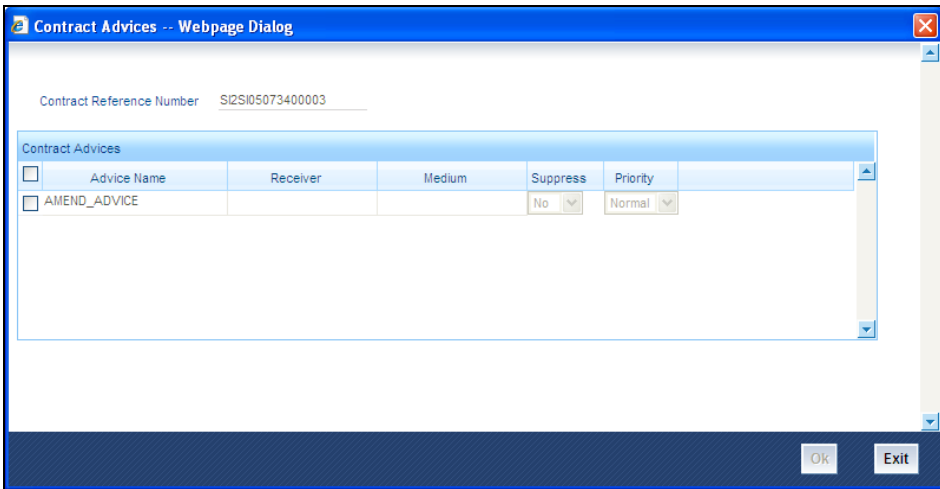 Contract Advices -- Webpage Dialog
Contract Reference Number SI2SI05073400003
Contract Advices
Advice Name Receiver Medium Suppress Priority
AMEND_ADVICE No Normal
Ok Exit